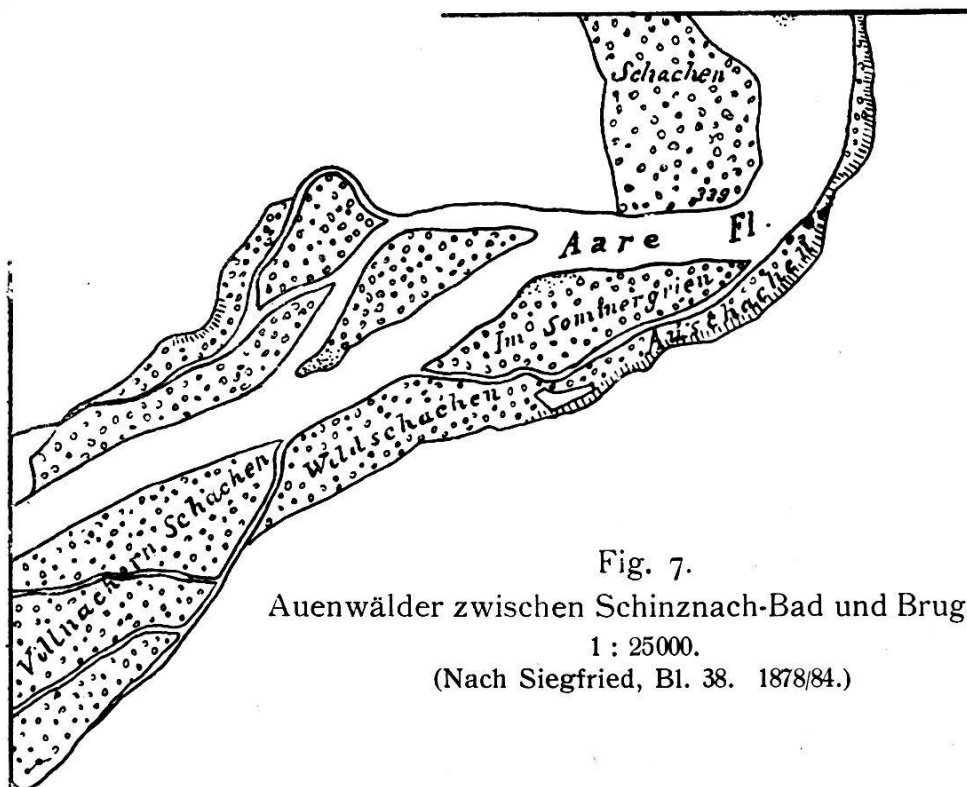 Schachen
339
Aare Fl.
Im Sommergrien
Auschachen
Wildschachen
Villnachern Schachen
Fig. 7.
Auenwälder zwischen Schinznach-Bad und Brug
1 : 25000.
(Nach Siegfried, Bl. 38. 1878/84.)